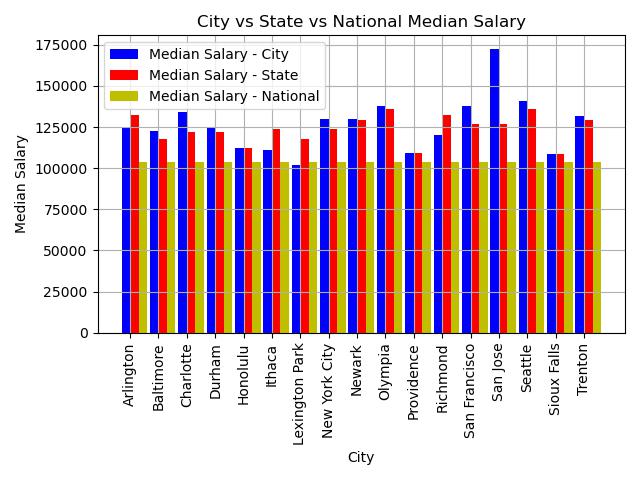 City vs State vs National Median Salary
Median Salary - City
Median Salary - State
Median Salary - National
Median Salary
175000
150000
125000
100000
75000
50000
25000
0
Arlington
Baltimore
Charlotte
Durham
Honolulu
Ithaca
Lexington Park
New York City
Newark
Olympia
Providence
Richmond
San Francisco
San Jose
Seattle
Sioux Falls
Trenton
City